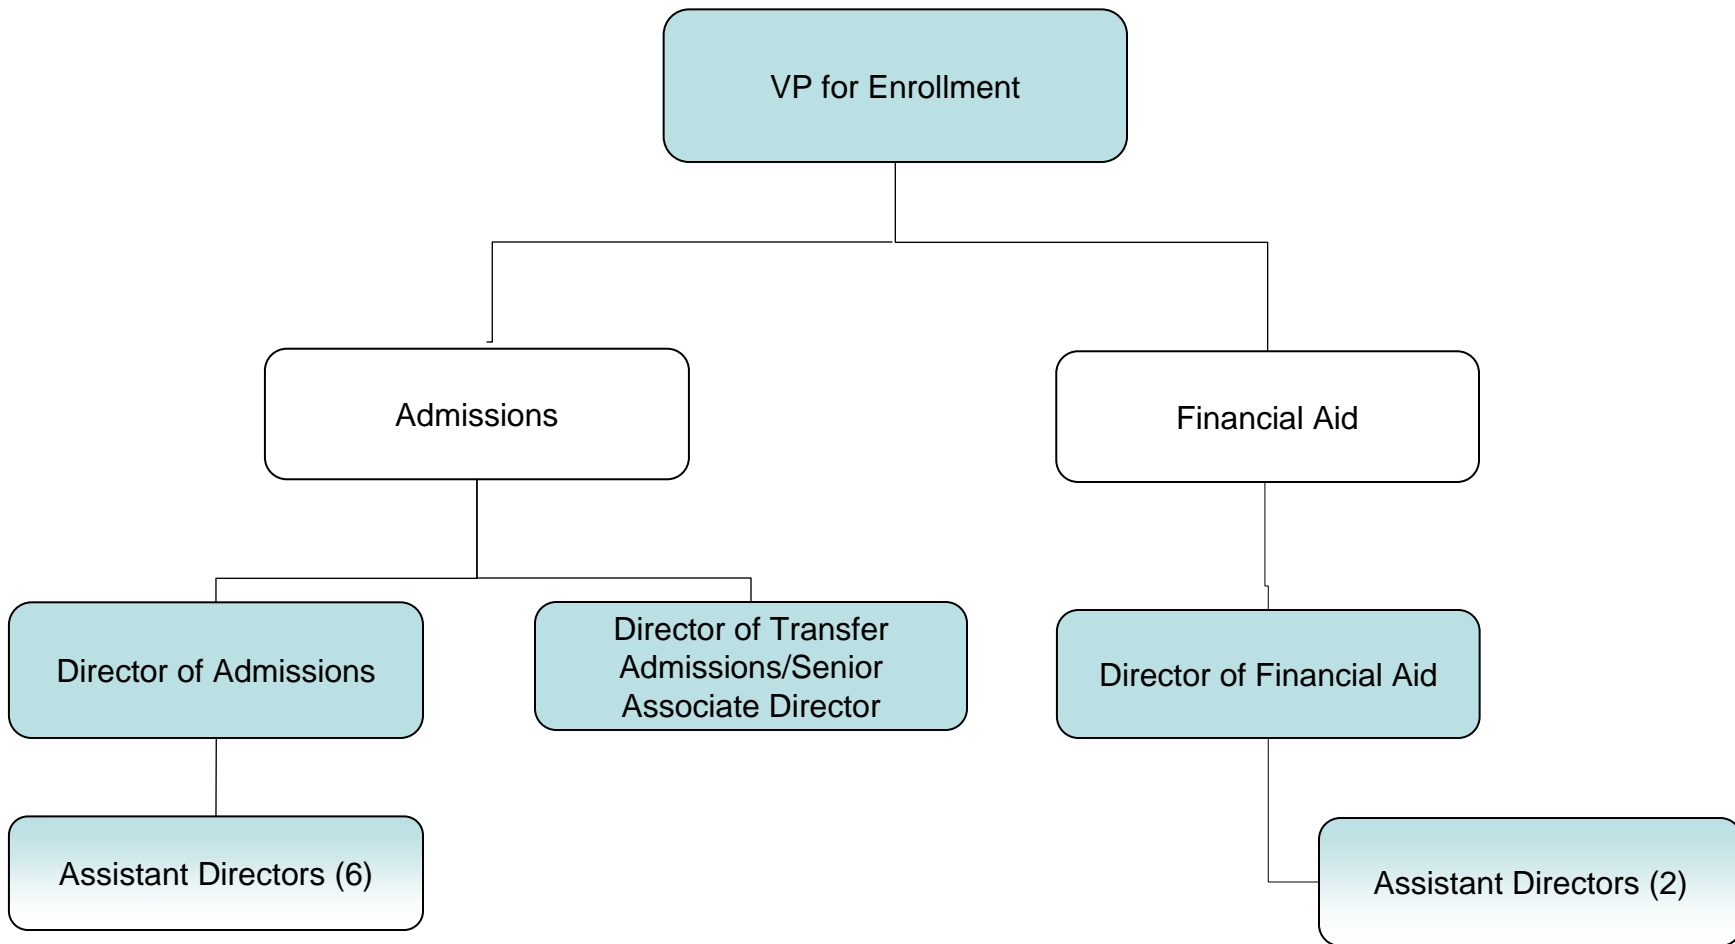 VP for Enrollment
Admissions
Financial Aid
Director of Admissions
Director of Transfer
Admissions/Senior
Associate Director
Director of Financial Aid
Assistant Directors (6)
Assistant Directors (2)